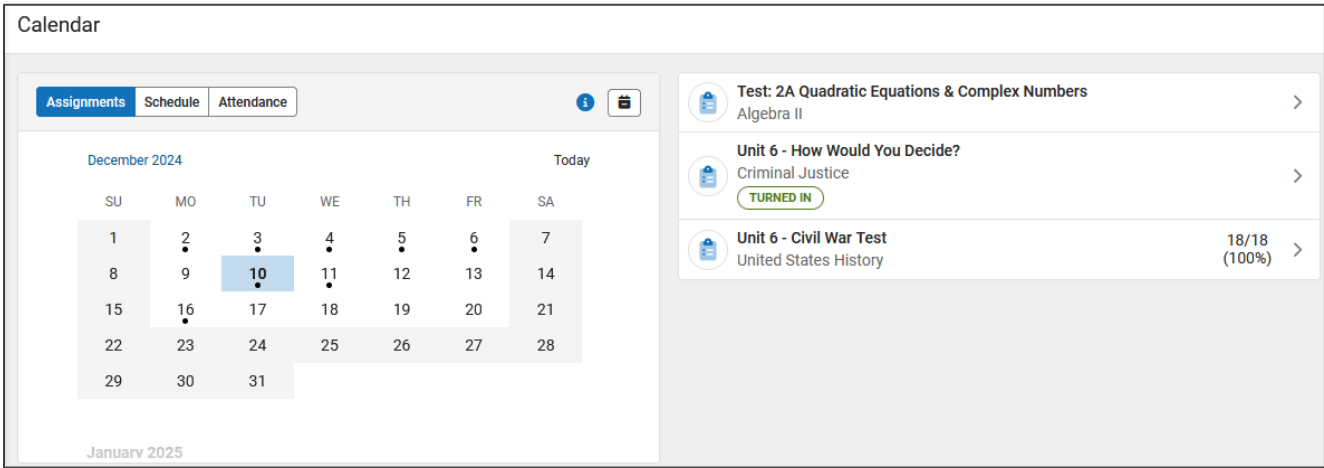 Calendar
Assignments Schedule Attendance
December 2024 Today
SU MO TU WE TH FR SA
1 2 3 4 5 6 7
8 9 10 11 12 13 14
15 16 17 18 19 20 21
22 23 24 25 26 27 28
29 30 31
January 2025
Test: 2A Quadratic Equations & Complex Numbers
Algebra II
Unit 6 - How Would You Decide?
Criminal Justice
TURNED IN
Unit 6 - Civil War Test
United States History
18/18
(100%)